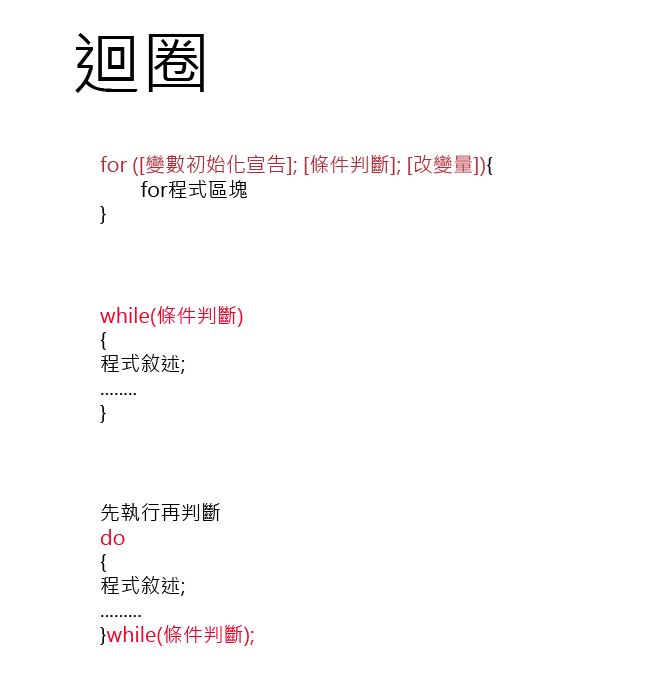 迴圈
for ([變數初始化宣告]; [條件判斷]; [改變量]){
for程式區塊
}
while(條件判斷)
{
程式敘述;
........
}
先執行再判斷
do
{
程式敘述;
.........
}while(條件判斷);